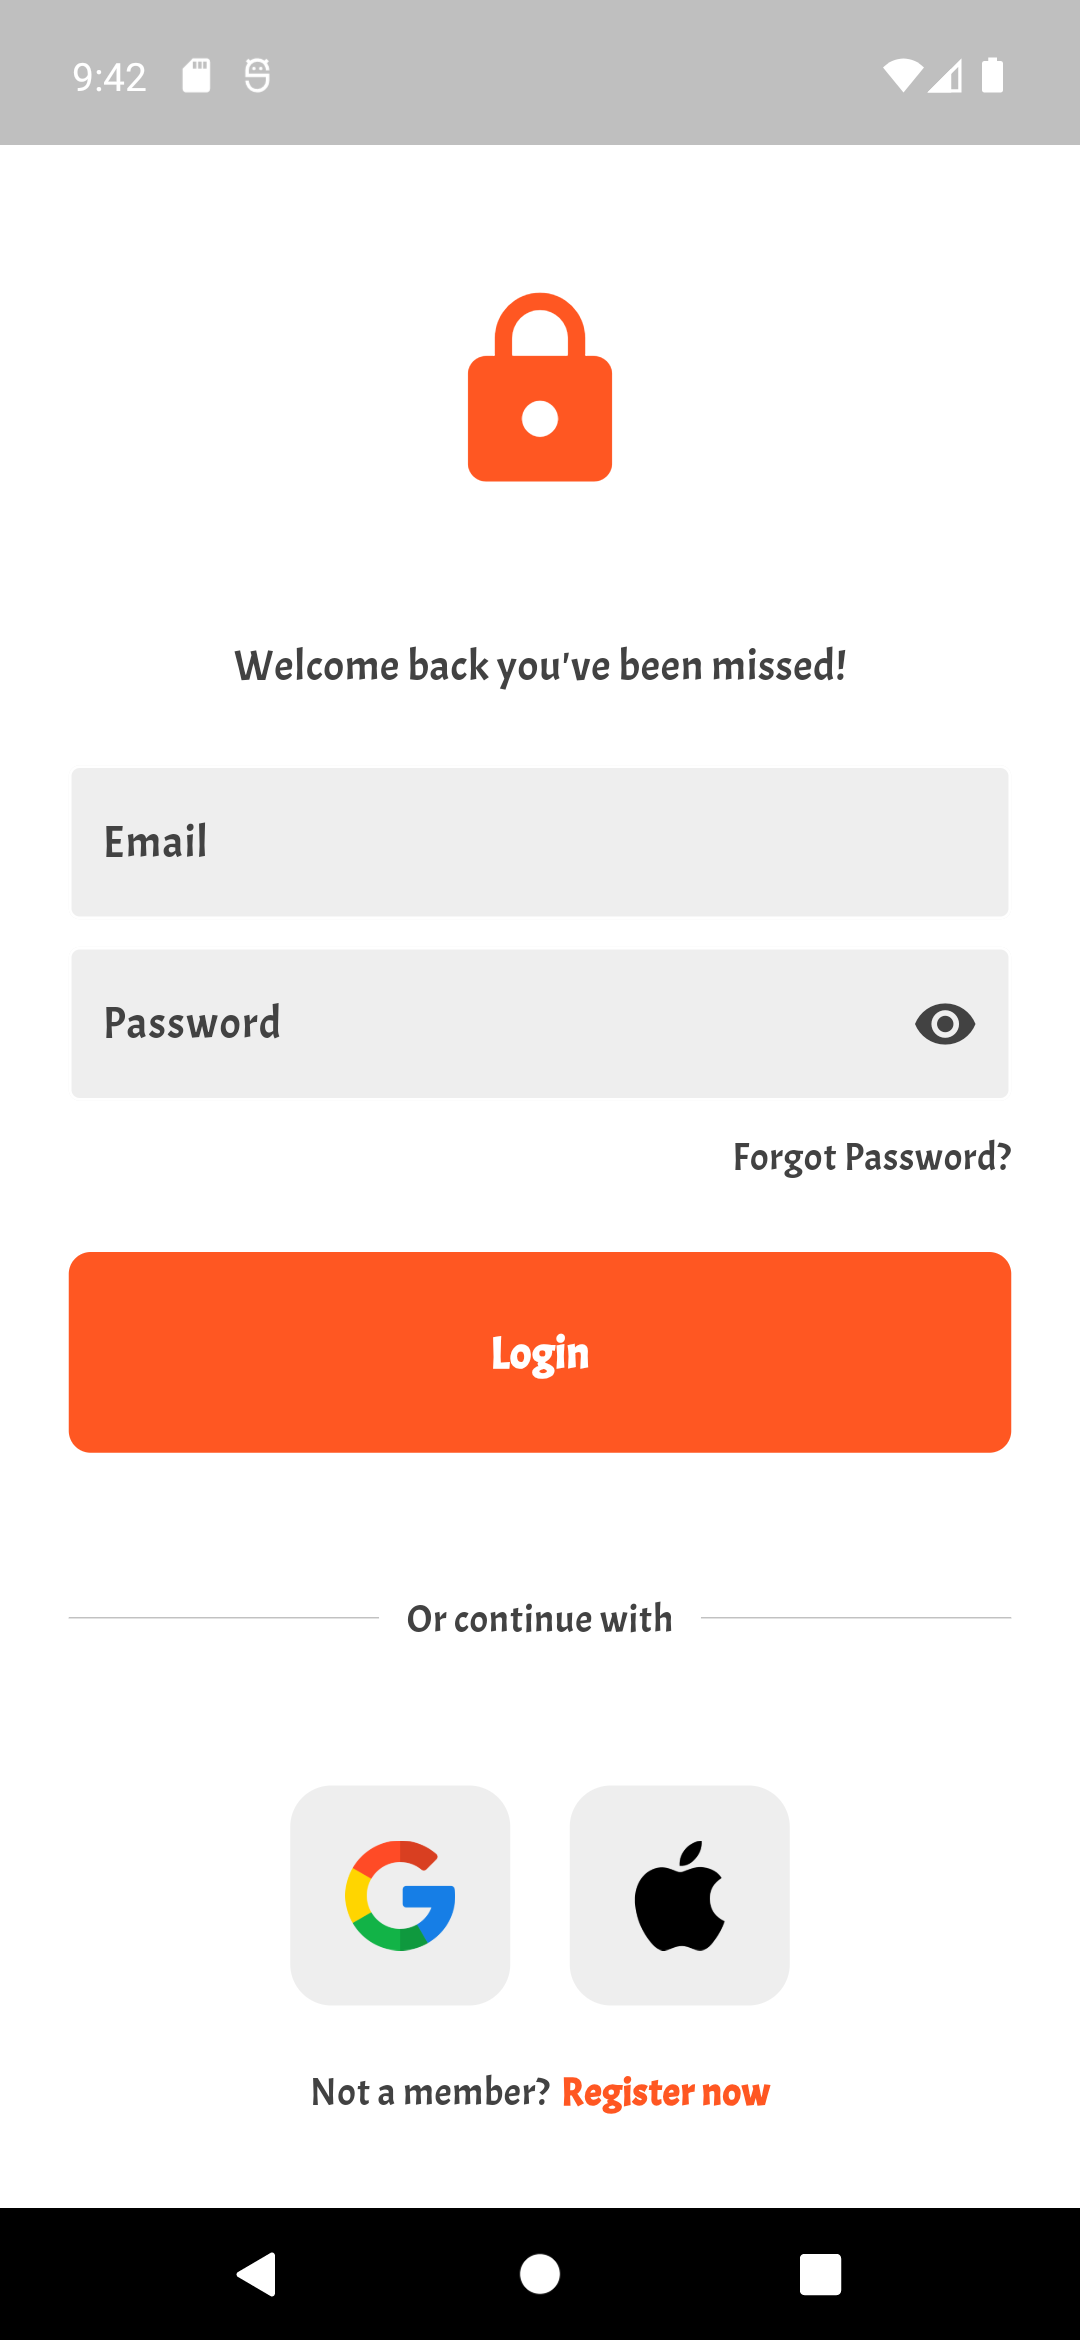 9:42
Welcome back you've been missed!
Email
Password
Forgot Password?
Login
Or continue with
Not a member? Register now